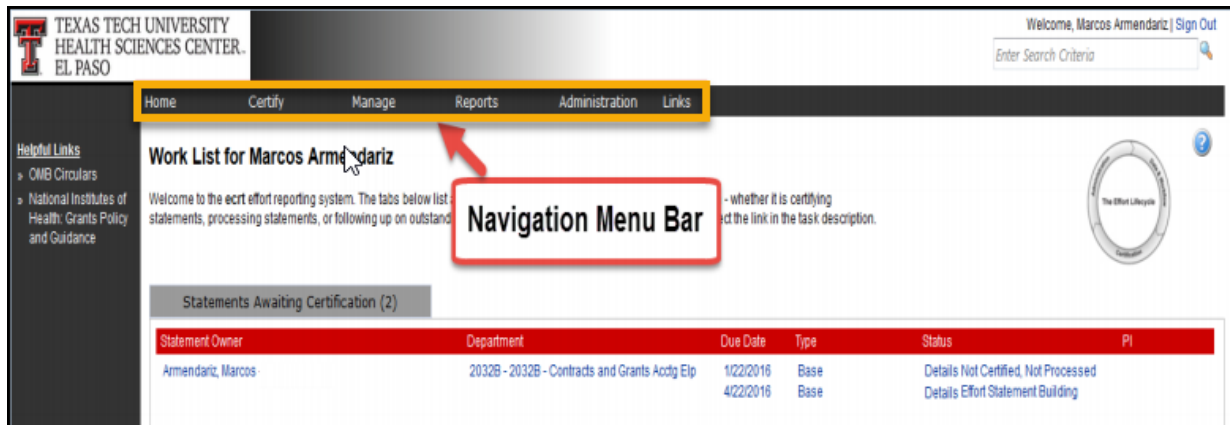 TEXAS TECH UNIVERSITY
HEALTH SCIENCES CENTER.
EL PASO
Welcome, Marcos Armendariz | Sign Out
Enter Search Criteria
Home Certify Manage Reports Administration Links
Helpful Links
» OMB Circulars
» National Institutes of
Health: Grants Policy
and Guidance
Work List for Marcos Armendariz
Welcome to the ecrt effort reporting system. The tabs below list - whether it is certifying
statements, processing statements, or following up on outstand ect the link in the task description.
Navigation Menu Bar
The Effort Lifecycle
Certification
Statements Awaiting Certification (2)
Statement Owner Department Due Date Type Status PI
Armendariz, Marcos 2032B - 2032B - Contracts and Grants Acctg Elp 1/22/2016 Base Details Not Certified, Not Processed
4/22/2016 Base Details Effort Statement Building